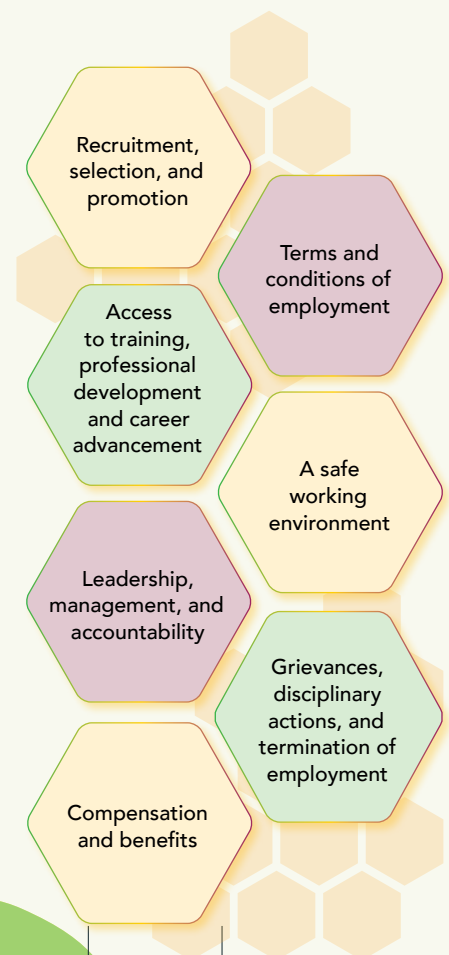 Recruitment,
selection, and
promotion
Terms and
conditions of
employment
Access
to training,
professional
development
and career
advancement
A safe
working
environment
Leadership,
management, and
accountability
Grievances,
disciplinary
actions, and
termination of
employment
Compensation
and benefits